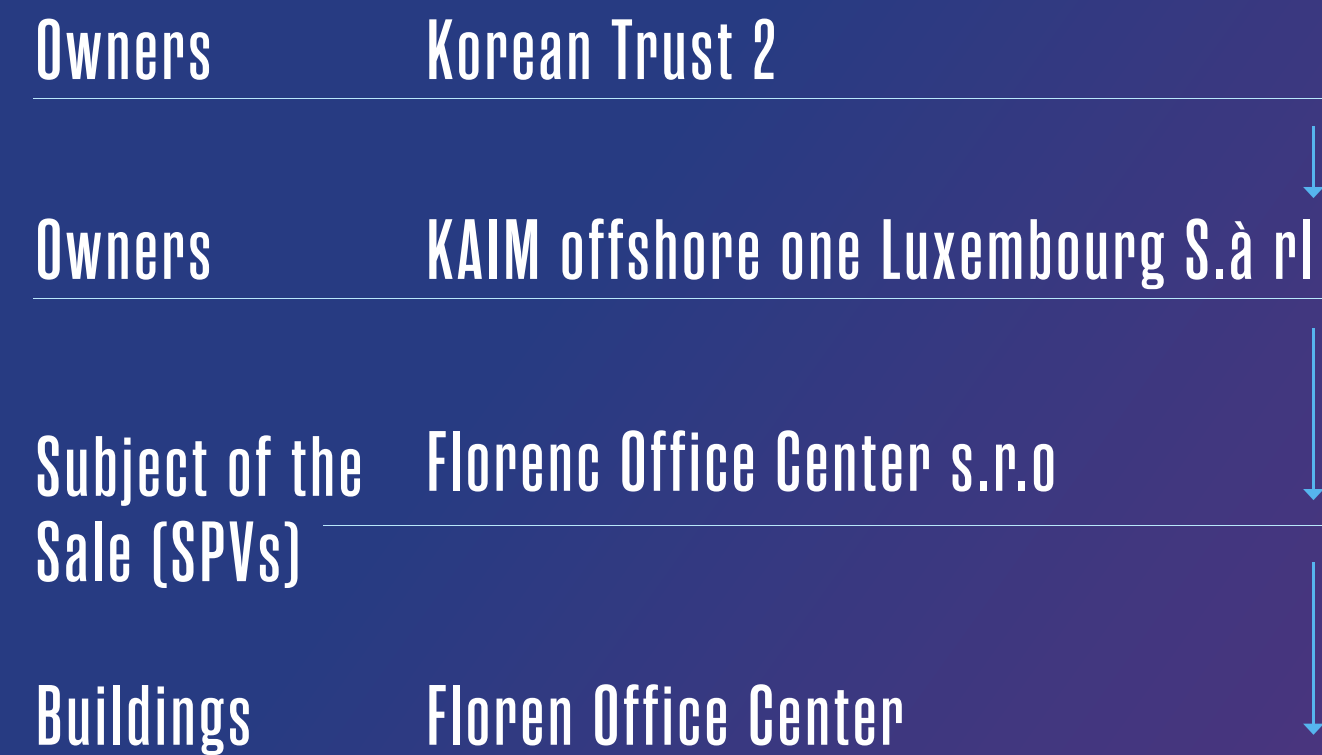 Owners Korean Trust 2
Owners KAIM offshore one Luxembourg S.à rl
Subject of the Florenc Office Center s.r.o
Sale (SPVs)
Buildings Floren Office Center